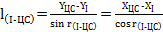 l(I-ЦС) = (YЦС-YI)/(sin r(I-ЦС)) = (XЦС-XI)/(cos r(I-ЦС))